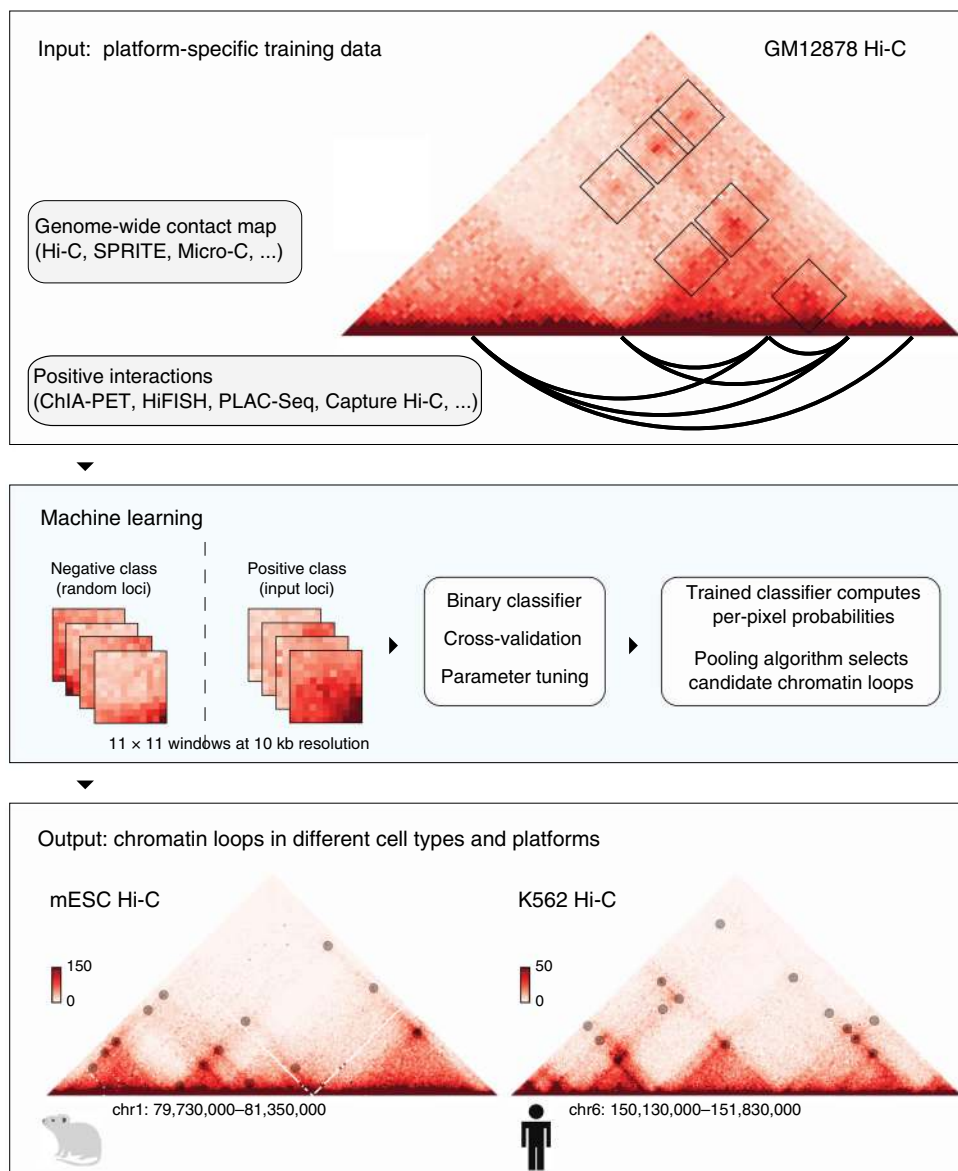 Input:  platform-specific training data
GM12878 Hi-C
Genome-wide contact map
(Hi-C, SPRITE, Micro-C, ...)
Positive interactions
(ChIA-PET, HiFISH, PLAC-Seq, Capture Hi-C, ...)
Machine learning
Negative class
(random loci)
Positive class
(input loci)
11 × 11 windows at 10 kb resolution
Binary classifier
Cross-validation
Parameter tuning
Trained classifier computes
per-pixel probabilities
Pooling algorithm selects
candidate chromatin loops
Output: chromatin loops in different cell types and platforms
mESC Hi-C
150
0
chr1: 79,730,000–81,350,000
K562 Hi-C
50
0
chr6: 150,130,000–151,830,000